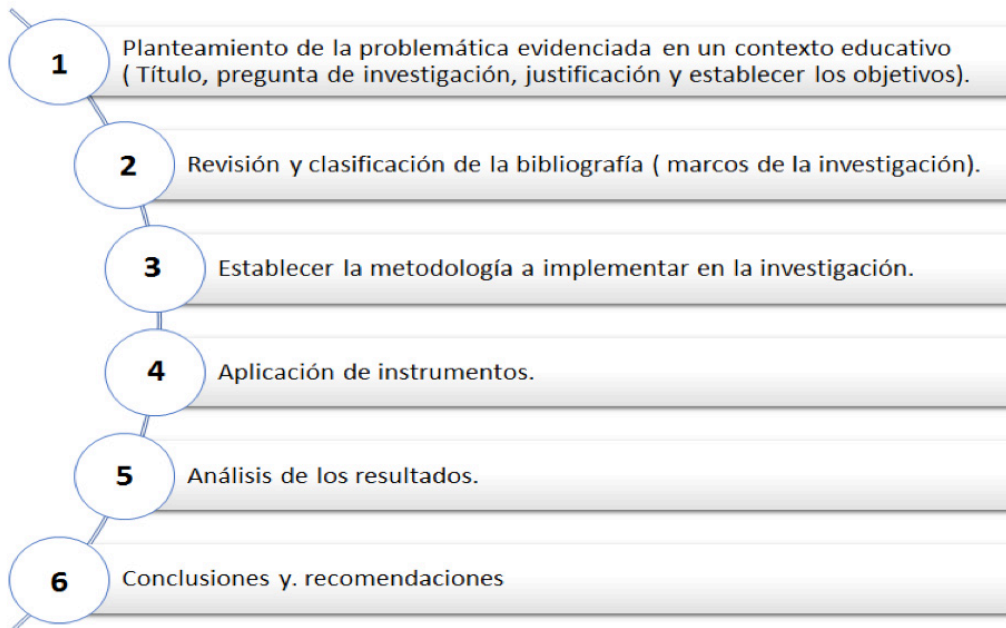 1
Planteamiento de la problemática evidenciada en un contexto educativo
( Título, pregunta de investigación, justificación y establecer los objetivos).
2
Revisión y clasificación de la bibliografía ( marcos de la investigación).
3
Establecer la metodología a implementar en la investigación.
4
Aplicación de instrumentos.
5
Análisis de los resultados.
6
Conclusiones y. recomendaciones